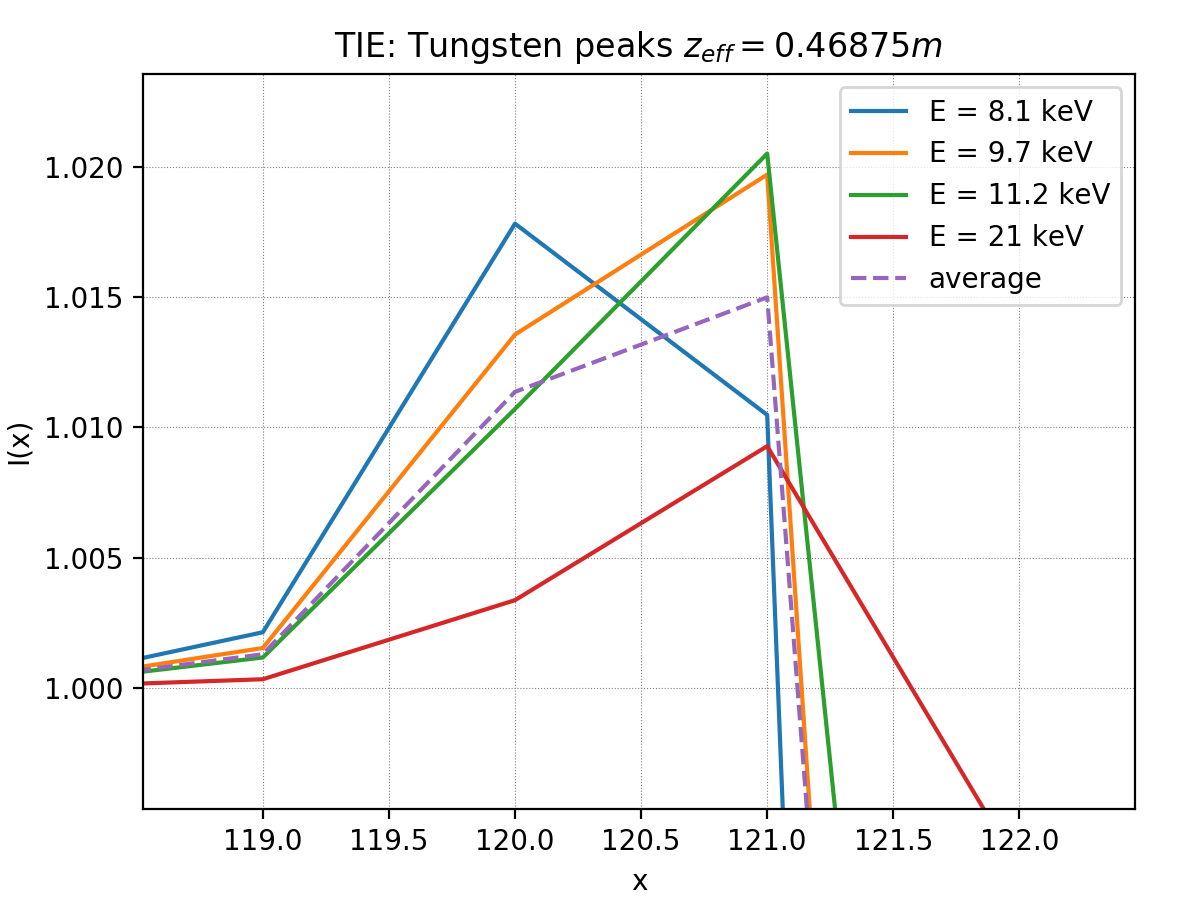 TIE: Tungsten peaks z_eff = 0.46875m
E = 8.1 keV
E = 9.7 keV
E = 11.2 keV
E = 21 keV
average
1.020
1.015
1.010
1.005
1.000
I(x)
119.0 119.5 120.0 120.5 121.0 121.5 122.0
x